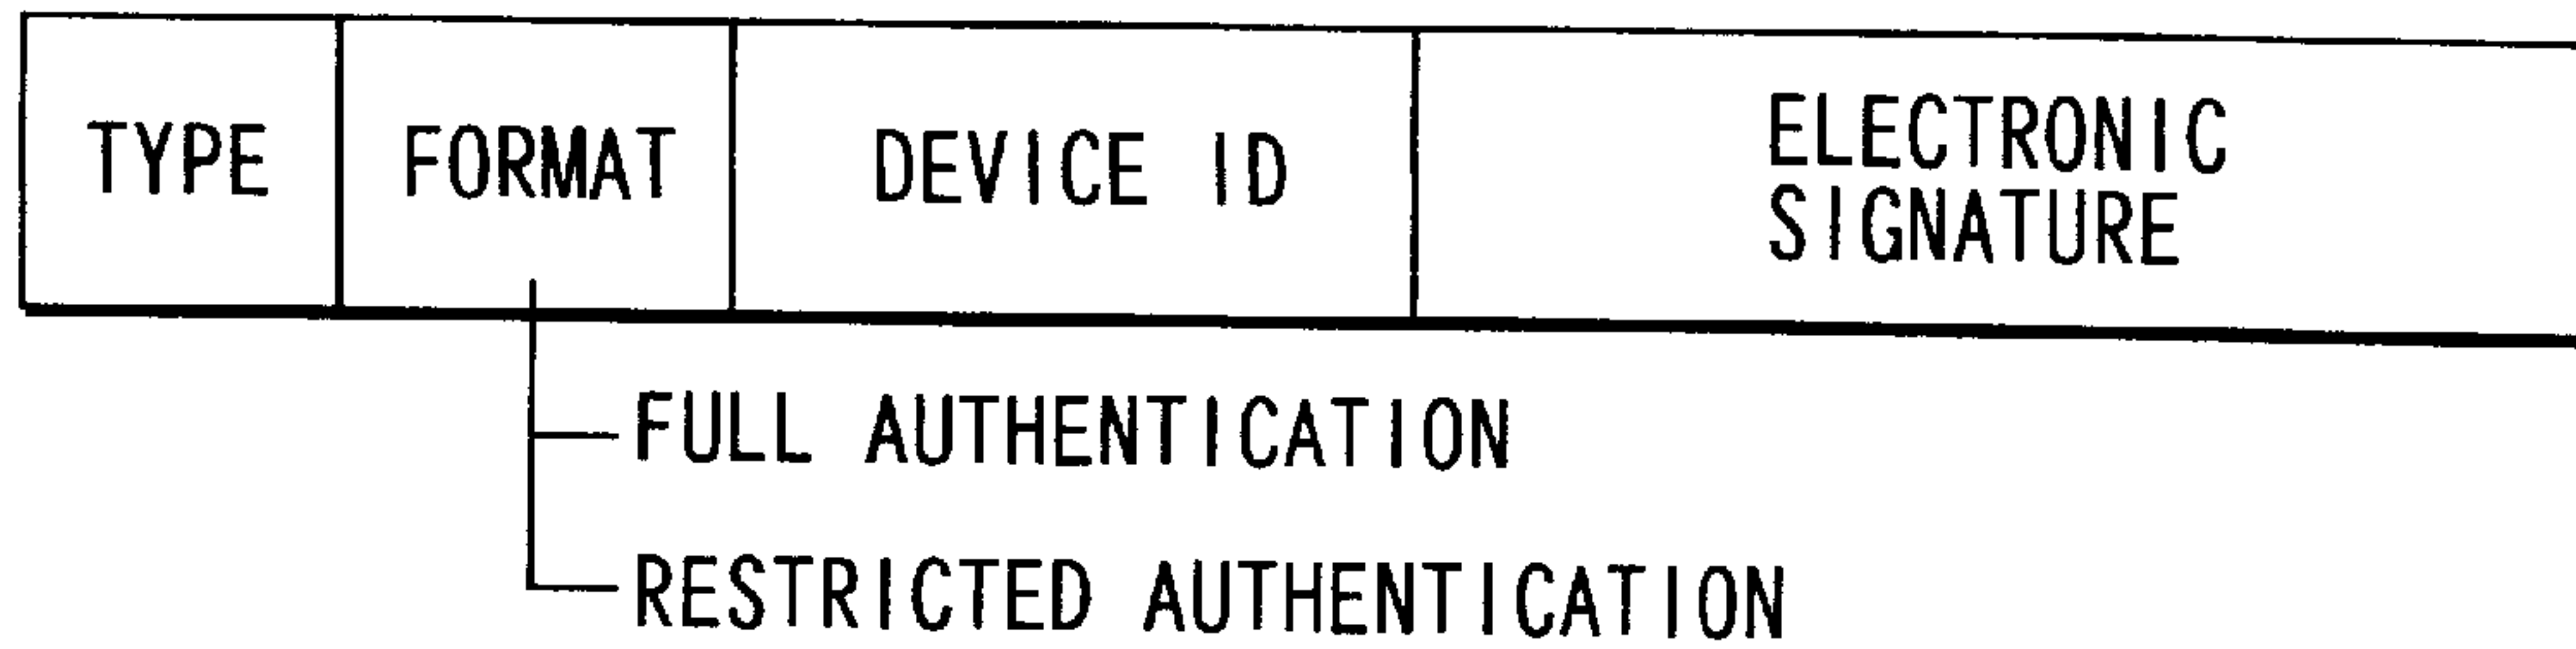 TYPE
FORMAT
DEVICE ID
ELECTRONIC
SIGNATURE
FULL AUTHENTICATION
RESTRICTED AUTHENTICATION